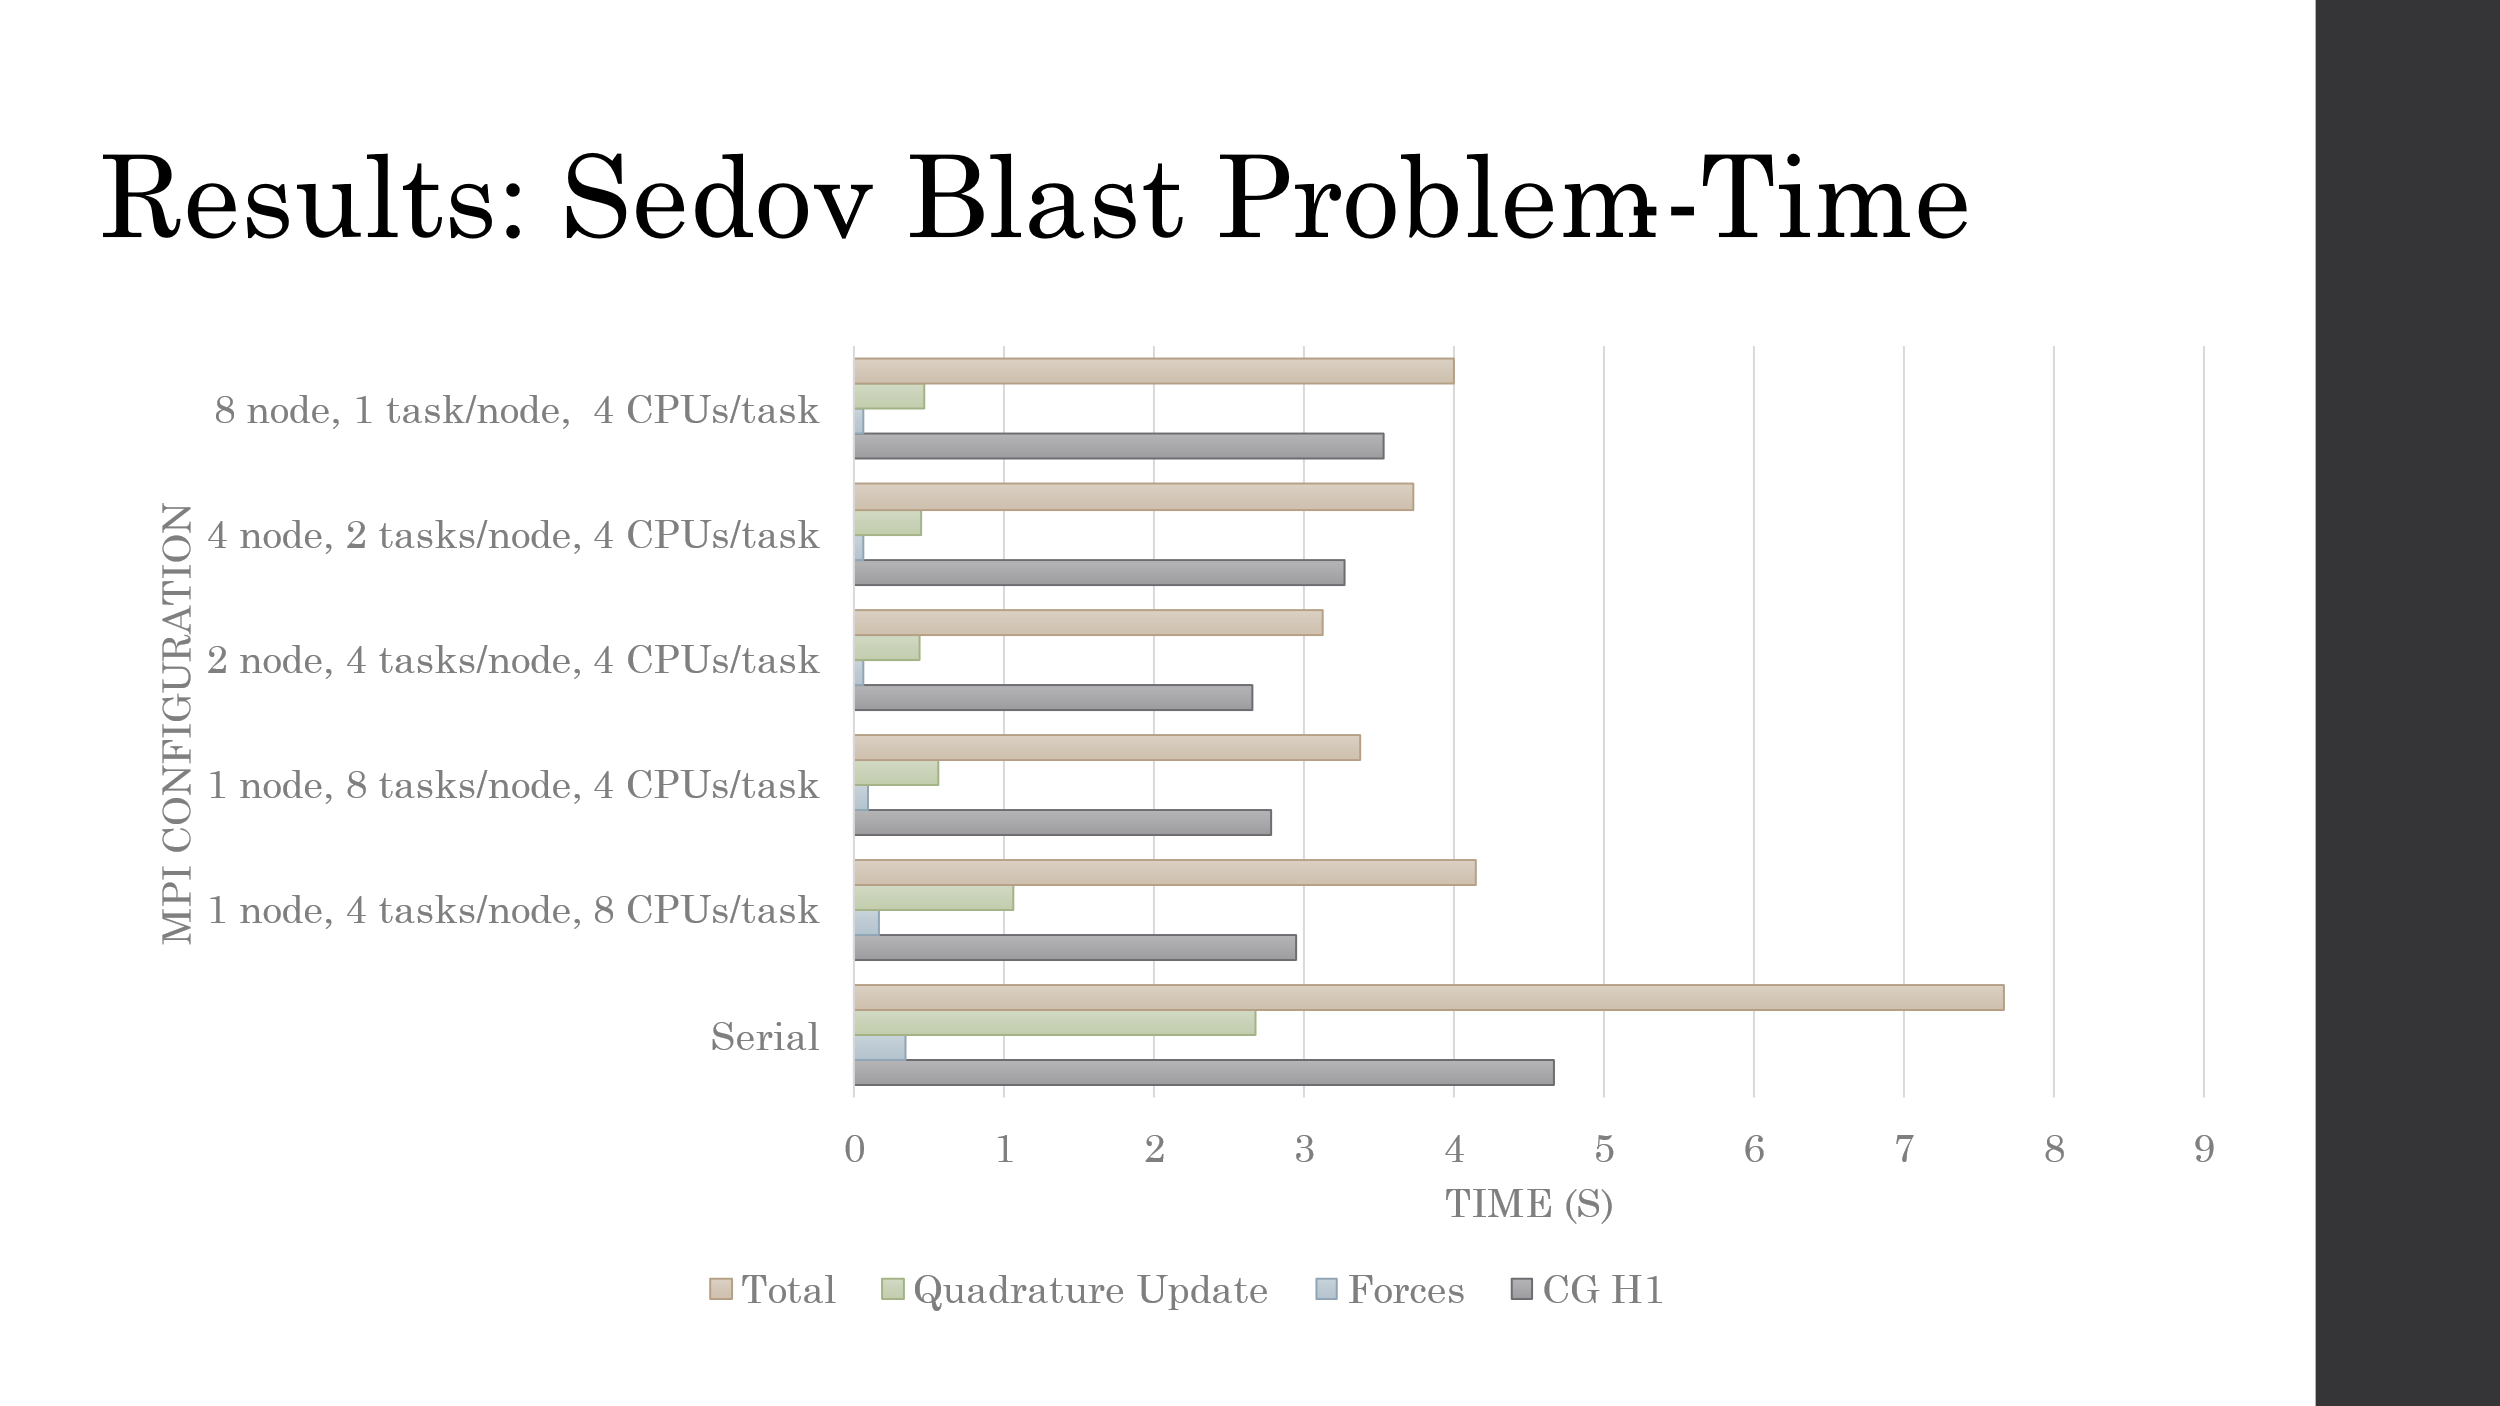 Results: Sedov Blast Problem--Time
8 node, 1 task/node,  4 CPUs/task
4 node, 2 tasks/node, 4 CPUs/task
2 node, 4 tasks/node, 4 CPUs/task
1 node, 8 tasks/node, 4 CPUs/task
1 node, 4 tasks/node, 8 CPUs/task
Serial
MPI CONFIGURATION
0 1 2 3 4 5 6 7 8 9
TIME (S)
Total Quadrature Update Forces CG H1